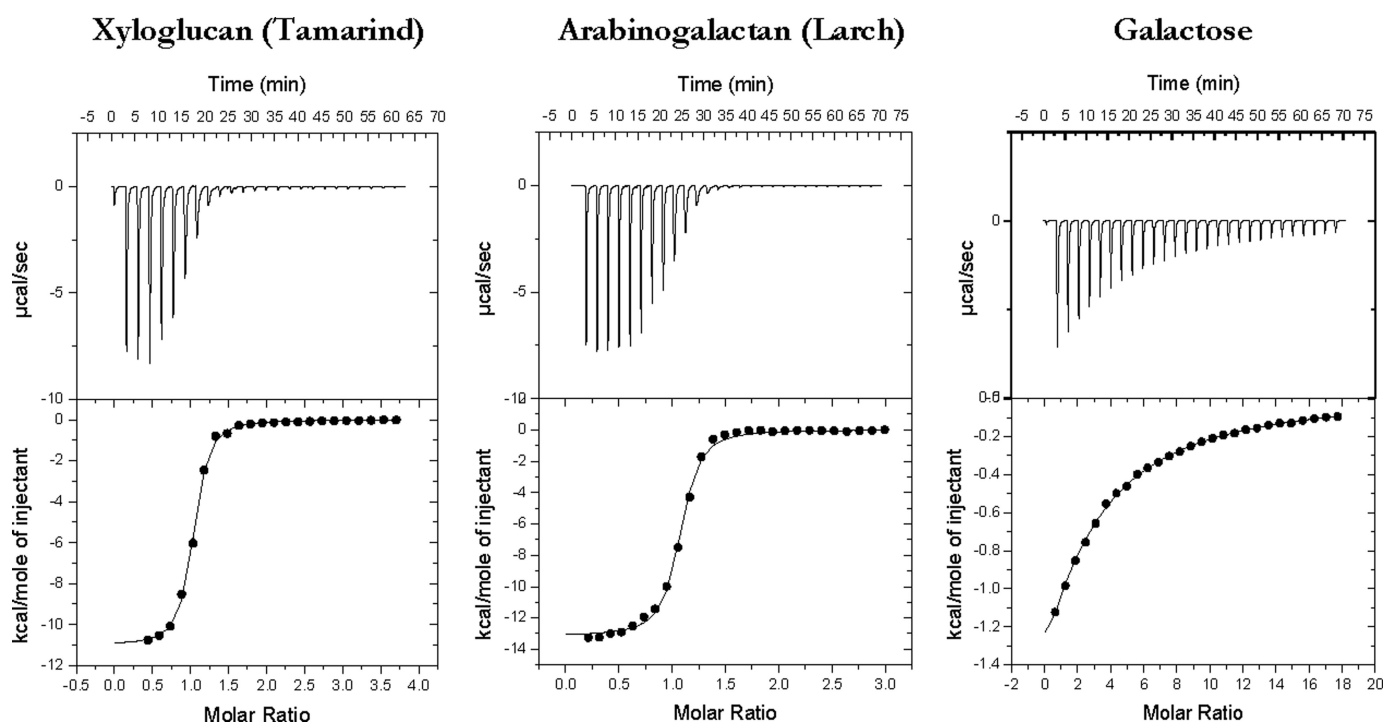 Xyloglucan (Tamarind)
Time (min)
-5 0 5 10 15 20 25 30 35 40 45 50 55 60 65 70
0
-5
-10
µcal/sec
0
-2
-4
-6
-8
-10
-12
kcal/mole of injectant
-0.5 0.0 0.5 1.0 1.5 2.0 2.5 3.0 3.5 4.0
Molar Ratio
Arabinogalactan (Larch)
Time (min)
-5 0 5 10 15 20 25 30 35 40 45 50 55 60 65 70 75
0
-5
µcal/sec
0
-2
-4
-6
-8
-10
-12
-14
kcal/mole of injectant
0.0 0.5 1.0 1.5 2.0 2.5 3.0
Molar Ratio
Galactose
Time (min)
-5 0 5 10 15 20 25 30 35 40 45 50 55 60 65 70 75
0
µcal/sec
-0.2
-0.4
-0.6
-0.8
-1.0
-1.2
-1.4
kcal/mole of injectant
-2 0 2 4 6 8 10 12 14 16 18 20
Molar Ratio